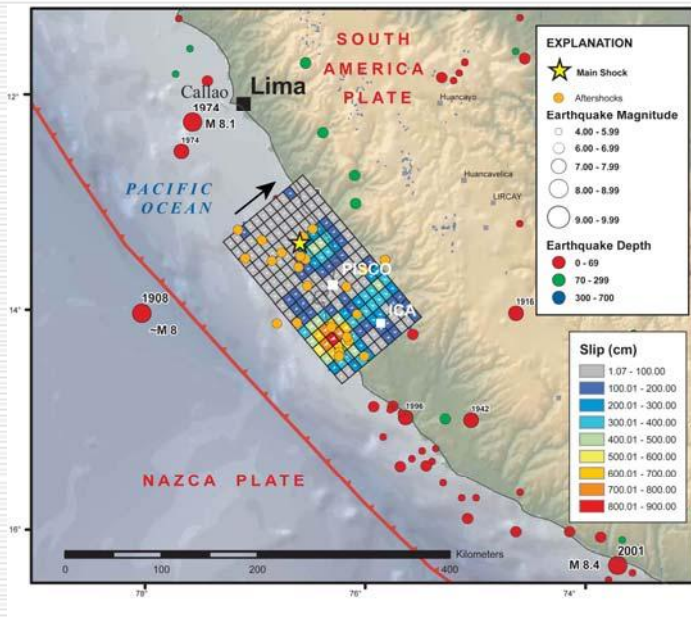 SOUTH
AMERICA
PLATE
12°
Callao
Lima
1974
M 8.1
1974
Huancayo
PACIFIC
OCEAN
Huancavelica
LIRCAY
PISCO
ICA
14°
1908
~M 8
1916
1996
1942
NAZCA PLATE
16°
2001
M 8.4
Kilometers
0 100 200 400
78° 76° 74°
EXPLANATION
Main Shock
Aftershocks
Earthquake Magnitude
4.00 - 5.99
6.00 - 6.99
7.00 - 7.99
8.00 - 8.99
9.00 - 9.99
Earthquake Depth
0 - 69
70 - 299
300 - 700
Slip (cm)
1.07 - 100.00
100.01 - 200.00
200.01 - 300.00
300.01 - 400.00
400.01 - 500.00
500.01 - 600.00
600.01 - 700.00
700.01 - 800.00
800.01 - 900.00